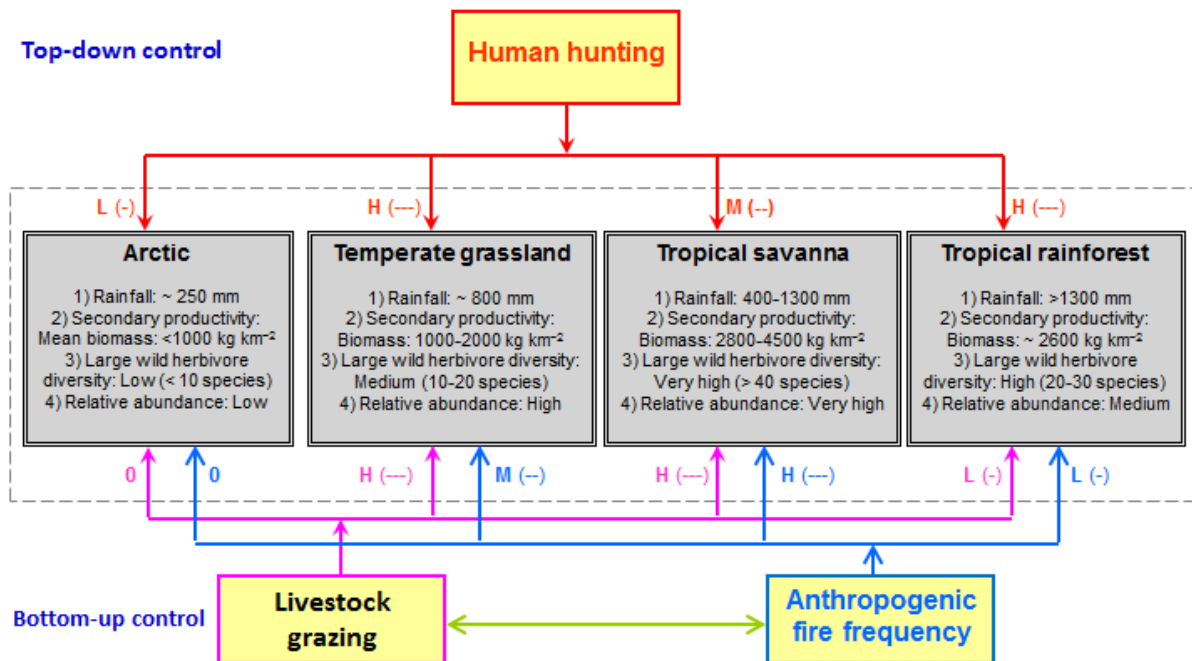 Top-down control
Human hunting
L (-)
H (---)
M (--)
H (---)
Arctic
1) Rainfall: ~ 250 mm
2) Secondary productivity:
Mean biomass: <1000 kg km⁻²
3) Large wild herbivore
diversity: Low (< 10 species)
4) Relative abundance: Low
Temperate grassland
1) Rainfall: ~ 800 mm
2) Secondary productivity:
Biomass: 1000-2000 kg km⁻²
3) Large wild herbivore diversity:
Medium (10-20 species)
4) Relative abundance: High
Tropical savanna
1) Rainfall: 400-1300 mm
2) Secondary productivity:
Biomass: 2800-4500 kg km⁻²
3) Large wild herbivore diversity:
Very high (> 40 species)
4) Relative abundance: Very high
Tropical rainforest
1) Rainfall: >1300 mm
2) Secondary productivity:
Biomass: ~ 2600 kg km⁻²
3) Large wild herbivore
diversity: High (20-30 species)
4) Relative abundance: Medium
0
0
H (---)
M (--)
H (---)
H (---)
L (-)
L (-)
Bottom-up control
Livestock
grazing
Anthropogenic
fire frequency